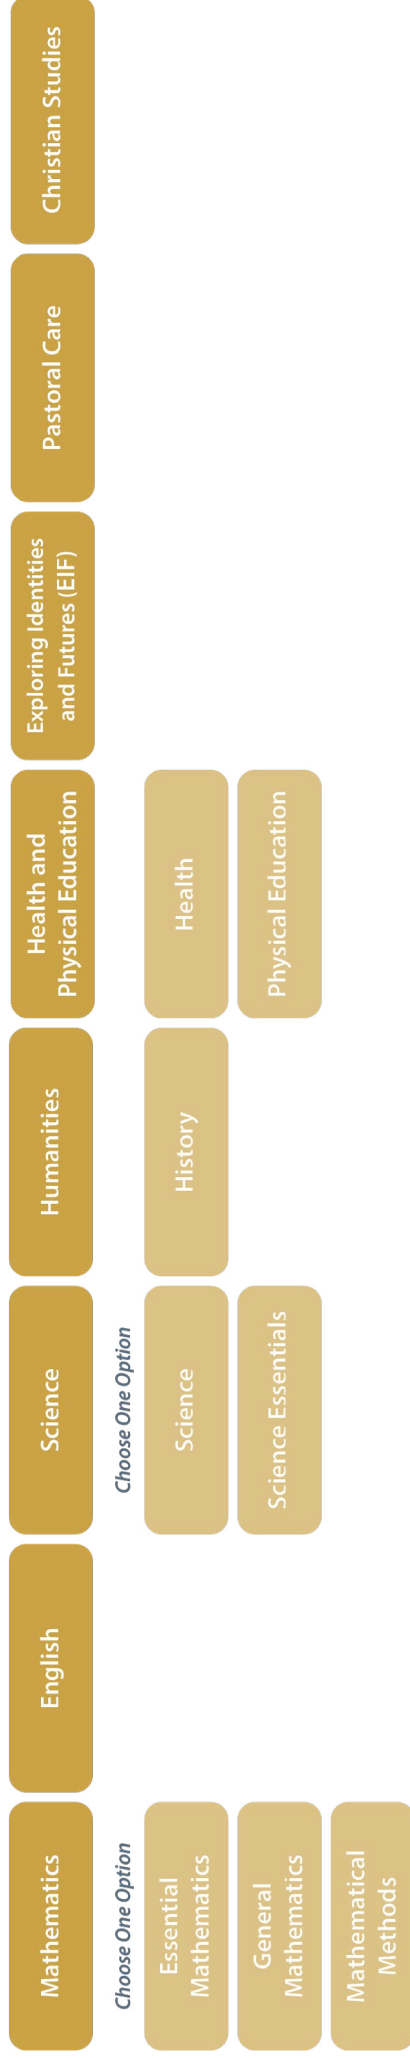 Mathematics
English
Science
Humanities
Health and
Physical Education
Exploring Identities
and Futures (EIF)
Pastoral Care
Christian Studies
Choose One Option
Choose One Option
Essential
Mathematics
Science
History
Health
General
Mathematics
Science Essentials
Physical Education
Mathematical
Methods